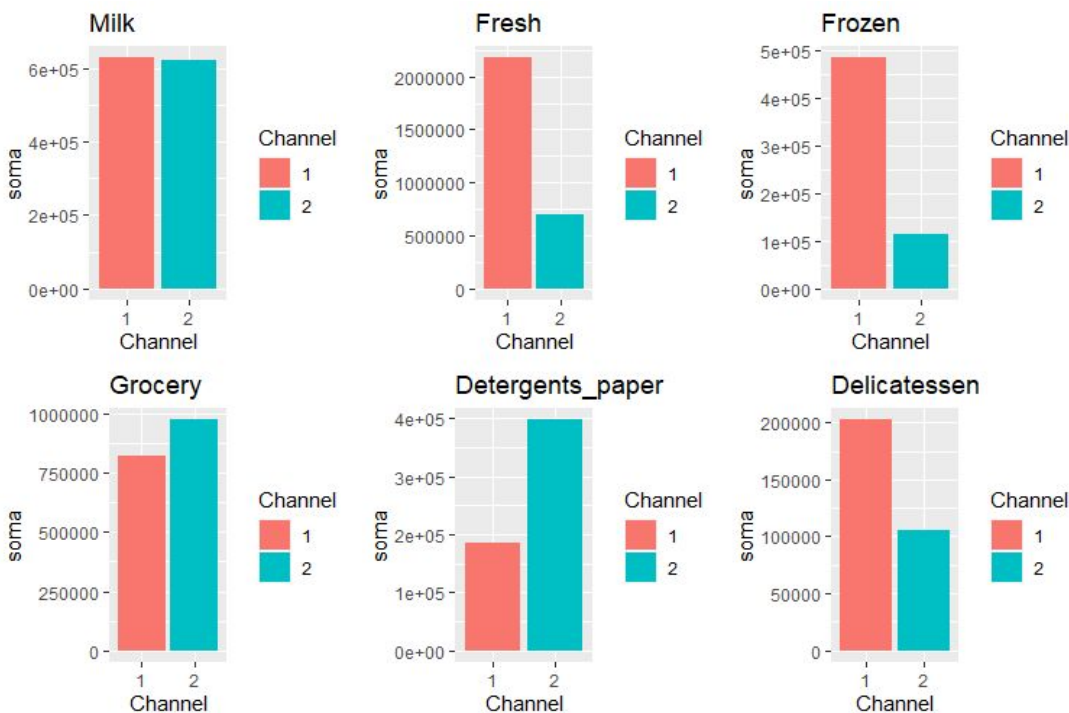 Milk
6e+05
4e+05
2e+05
0e+00
soma
1 2
Channel
Channel
1
2
Fresh
2000000
1500000
1000000
500000
0
soma
1 2
Channel
Channel
1
2
Frozen
5e+05
4e+05
3e+05
2e+05
1e+05
0e+00
soma
1 2
Channel
Channel
1
2
Grocery
1000000
750000
500000
250000
0
soma
1 2
Channel
Channel
1
2
Detergents_paper
4e+05
3e+05
2e+05
1e+05
0e+00
soma
1 2
Channel
Channel
1
2
Delicatessen
200000
150000
100000
50000
0
soma
1 2
Channel
Channel
1
2